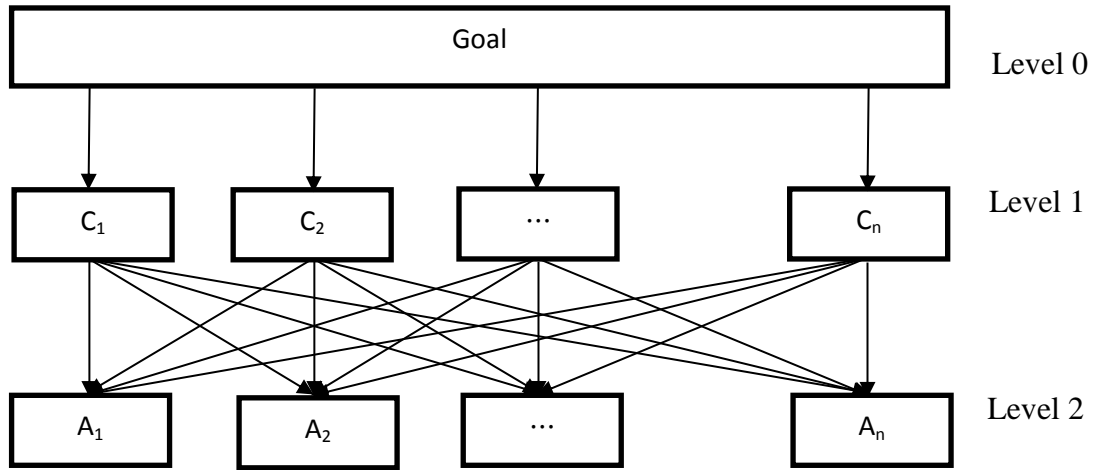 Goal
Level 0
C₁ C₂ ... Cₙ Level 1
A₁ A₂ ... Aₙ Level 2